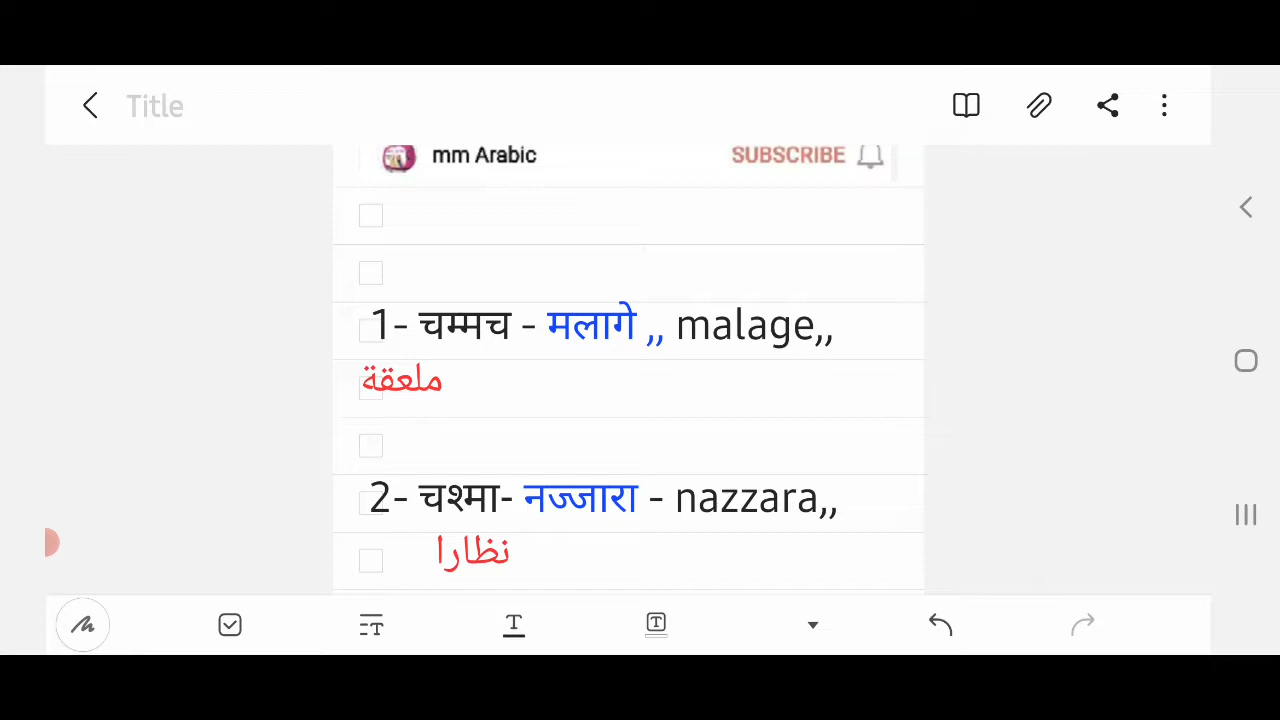 Title
mm Arabic SUBSCRIBE
1- चम्मच - मलागे ,, malage,,
ملعقة
2- चश्मा- नज्जारा - nazzara,,
نظارا